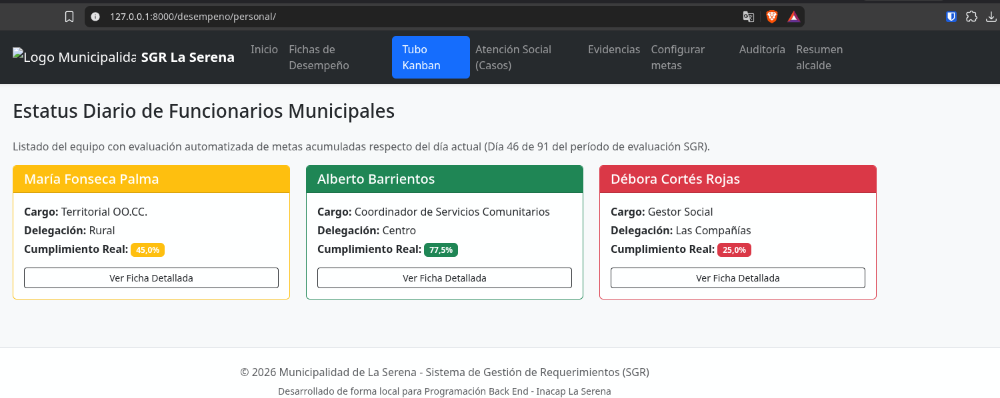 127.0.0.1:8000/desempeno/personal/
Logo Municipalida SGR La Serena
Inicio
Fichas de
Desempeño
Tubo
Kanban
Atención Social
(Casos)
Evidencias
Configurar
metas
Auditoría
Resumen
alcalde
Estatus Diario de Funcionarios Municipales
Listado del equipo con evaluación automatizada de metas acumuladas respecto del día actual (Día 46 de 91 del período de evaluación SGR).
María Fonseca Palma
Cargo: Territorial OO.CC.
Delegación: Rural
Cumplimiento Real: 45,0%
Ver Ficha Detallada
Alberto Barrientos
Cargo: Coordinador de Servicios Comunitarios
Delegación: Centro
Cumplimiento Real: 77,5%
Ver Ficha Detallada
Débora Cortés Rojas
Cargo: Gestor Social
Delegación: Las Compañías
Cumplimiento Real: 25,0%
Ver Ficha Detallada
© 2026 Municipalidad de La Serena - Sistema de Gestión de Requerimientos (SGR)
Desarrollado de forma local para Programación Back End - Inacap La Serena